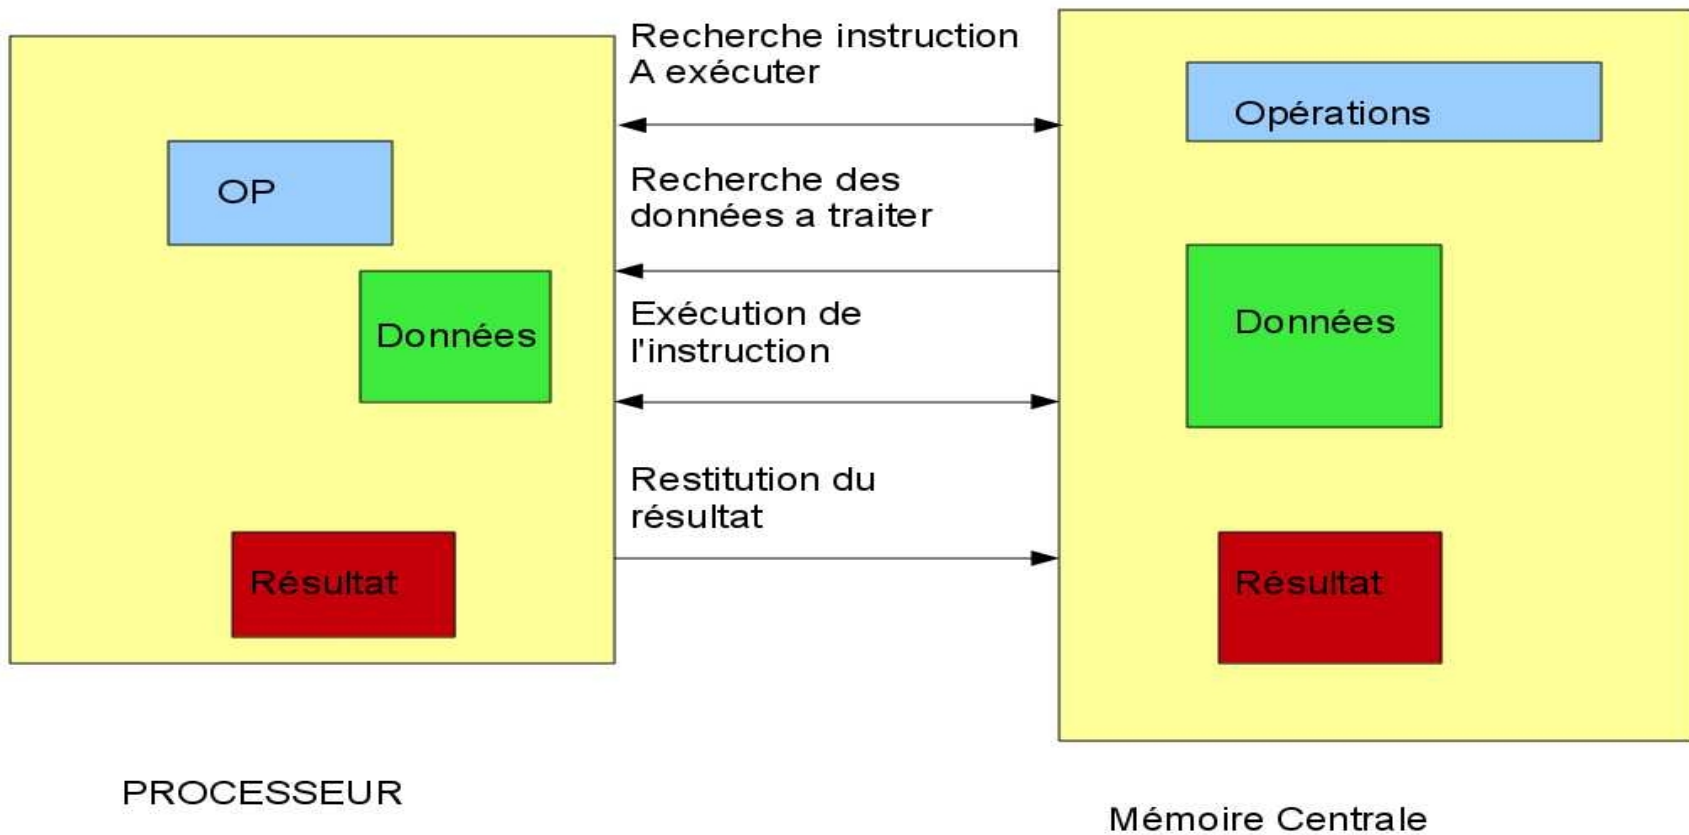 Recherche instruction
A exécuter
Opérations
OP
Recherche des
données a traiter
Données
Exécution de
l'instruction
Données
Restitution du
résultat
Résultat
Résultat
PROCESSEUR
Mémoire Centrale